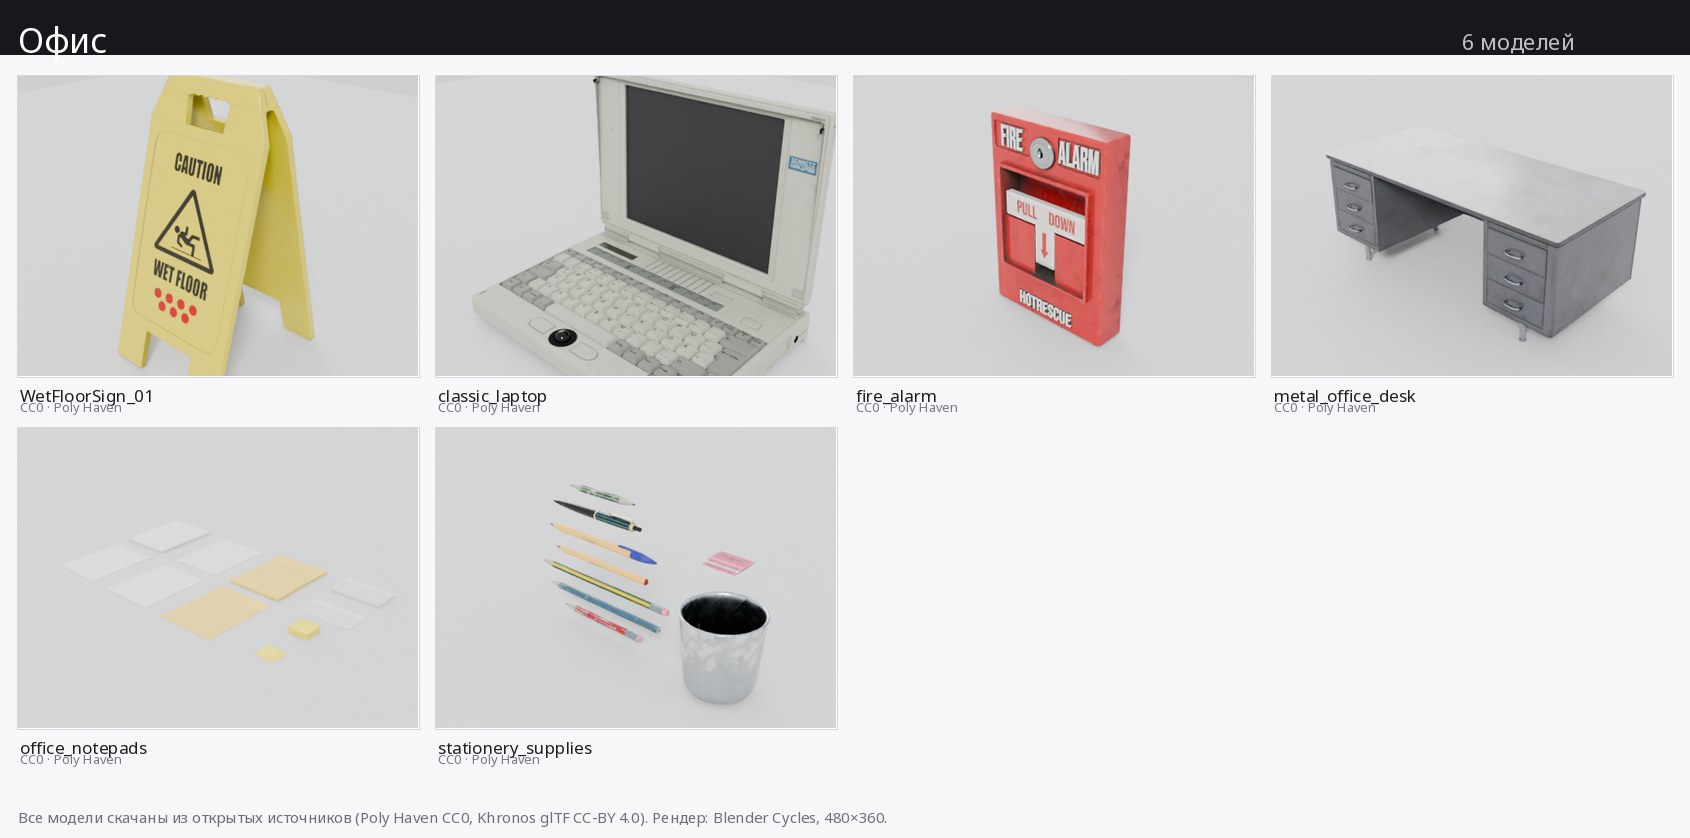 Офис
6 моделей
CAUTION
WET FLOOR
FIRE ALARM
PULL DOWN
HOTRESCUE
WetFloorSign_01
CC0 · Poly Haven
classic_laptop
CC0 · Poly Haven
fire_alarm
CC0 · Poly Haven
metal_office_desk
CC0 · Poly Haven
office_notepads
CC0 · Poly Haven
stationery_supplies
CC0 · Poly Haven
Все модели скачаны из открытых источников (Poly Haven CC0, Khronos glTF CC-BY 4.0). Рендер: Blender Cycles, 480×360.